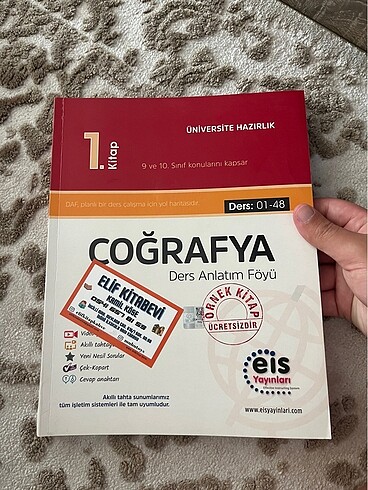 ÜNİVERSİTE HAZIRLIK
1.
Kitap
9 ve 10. Sınıf konularını kapsar
DAF, planlı bir ders çalışma için yol haritasıdır.
Ders: 01-48
COĞRAFYA
Ders Anlatım Föyü
ELİF KİTABEVİ
KAMİL KÖSE
ÖRNEK KİTAP
ÜCRETSİZDİR
Video
Akıllı tahta
Yeni Nesil Sorular
Çek-Kopart
Cevap anahtarı
eis
Yayınları
Akıllı tahta sunumlarımız
tüm işletim sistemleri ile tam uyumludur.
www.eisyayinlari.com